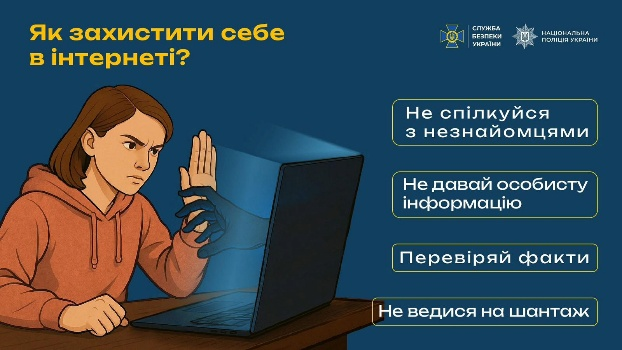 Як захистити себе
в інтернеті?
СЛУЖБА
БЕЗПЕКИ
УКРАЇНИ
НАЦІОНАЛЬНА
ПОЛІЦІЯ УКРАЇНИ
Не спілкуйся
з незнайомцями
Не давай особисту
інформацію
Перевіряй факти
Не ведися на шантаж